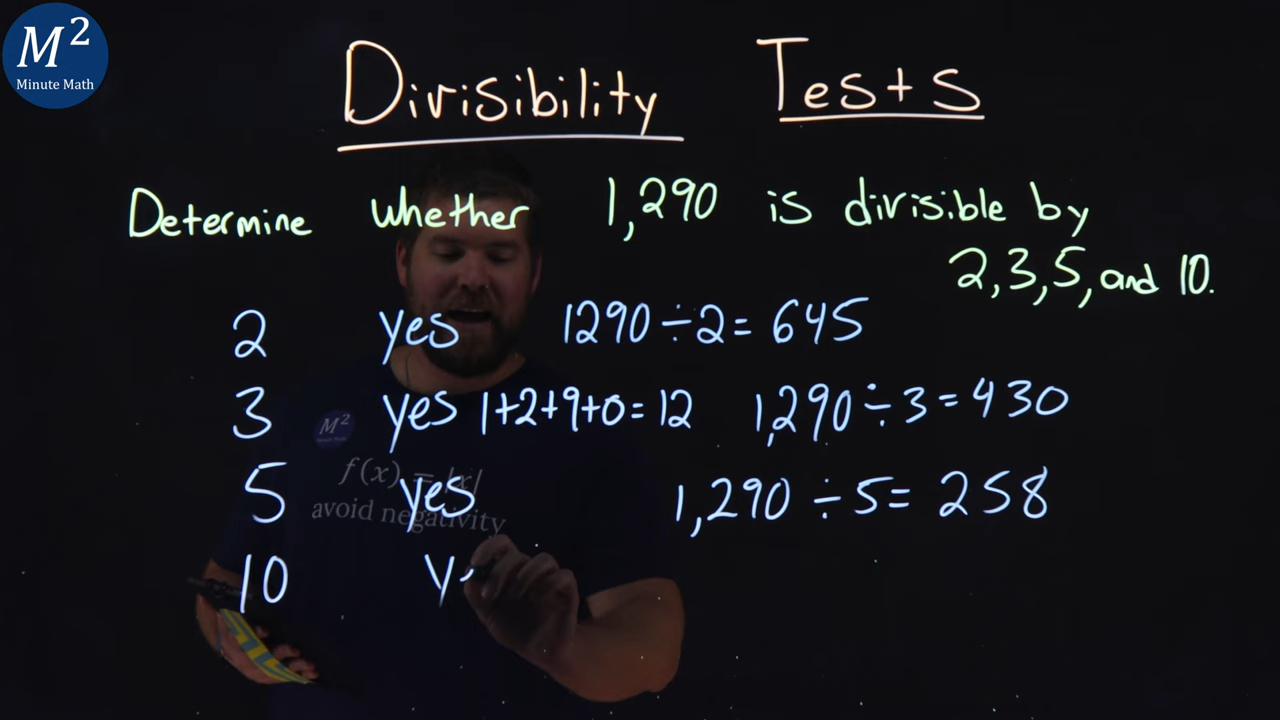 M²
Minute Math
Divisibility Tests
Determine whether 1,290 is divisible by
2,3,5, and 10.
2 yes 1290÷2= 645
3 yes 1+2+9+0=12 1,290÷3=430
M²
f(x) = |x|
5 yes 1,290 ÷5= 258
avoid negativity
10 y